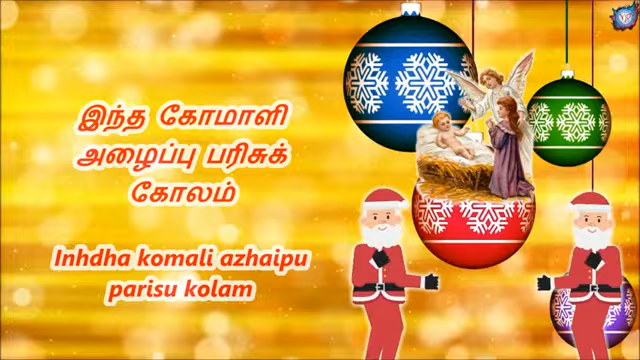 இந்த கோமாளி
அழைப்பு பரிசுக்
கோலம்
Inhdha komali azhaipu
parisu kolam